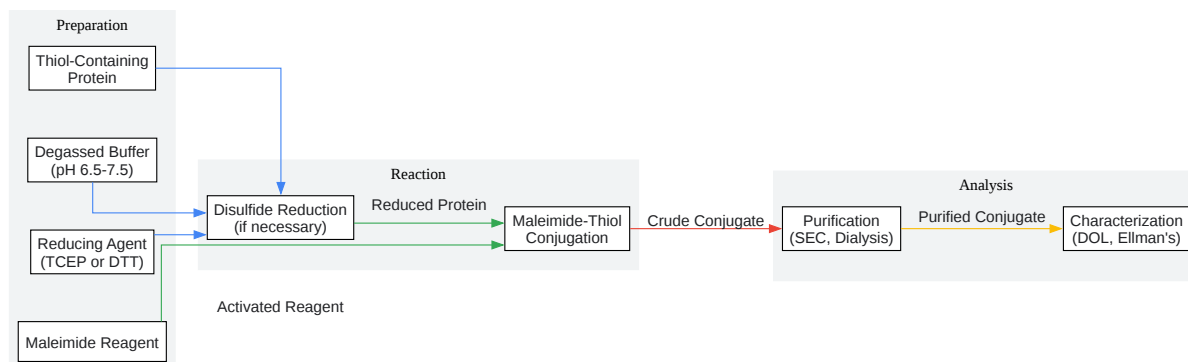 Preparation
Thiol-Containing
Protein
Degassed Buffer
(pH 6.5-7.5)
Reducing Agent
(TCEP or DTT)
Maleimide Reagent
Reaction
Disulfide Reduction
(if necessary)
Reduced Protein
Maleimide-Thiol
Conjugation
Activated Reagent
Crude Conjugate
Analysis
Purification
(SEC, Dialysis)
Purified Conjugate
Characterization
(DOL, Ellman's)